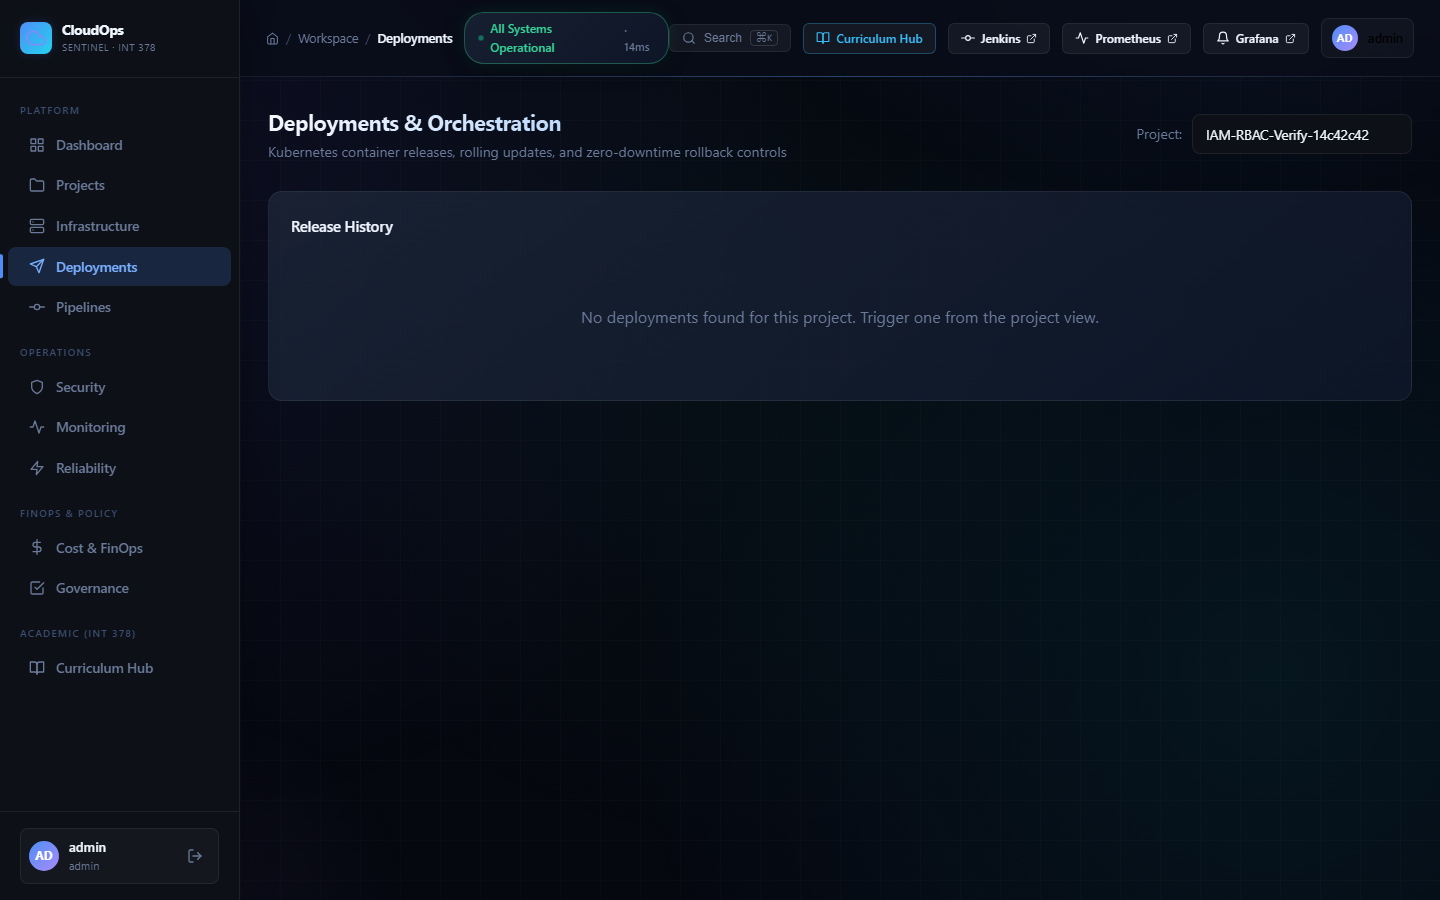 CloudOps
SENTINEL · INT 378
PLATFORM
Dashboard
Projects
Infrastructure
Deployments
Pipelines
OPERATIONS
Security
Monitoring
Reliability
FINOPS & POLICY
Cost & FinOps
Governance
ACADEMIC (INT 378)
Curriculum Hub
AD admin
admin
/ Workspace / Deployments
All Systems Operational · 14ms
Search ⌘K
Curriculum Hub
Jenkins
Prometheus
Grafana
AD admin
Deployments & Orchestration
Kubernetes container releases, rolling updates, and zero-downtime rollback controls
Project: IAM-RBAC-Verify-14c42c42
Release History
No deployments found for this project. Trigger one from the project view.